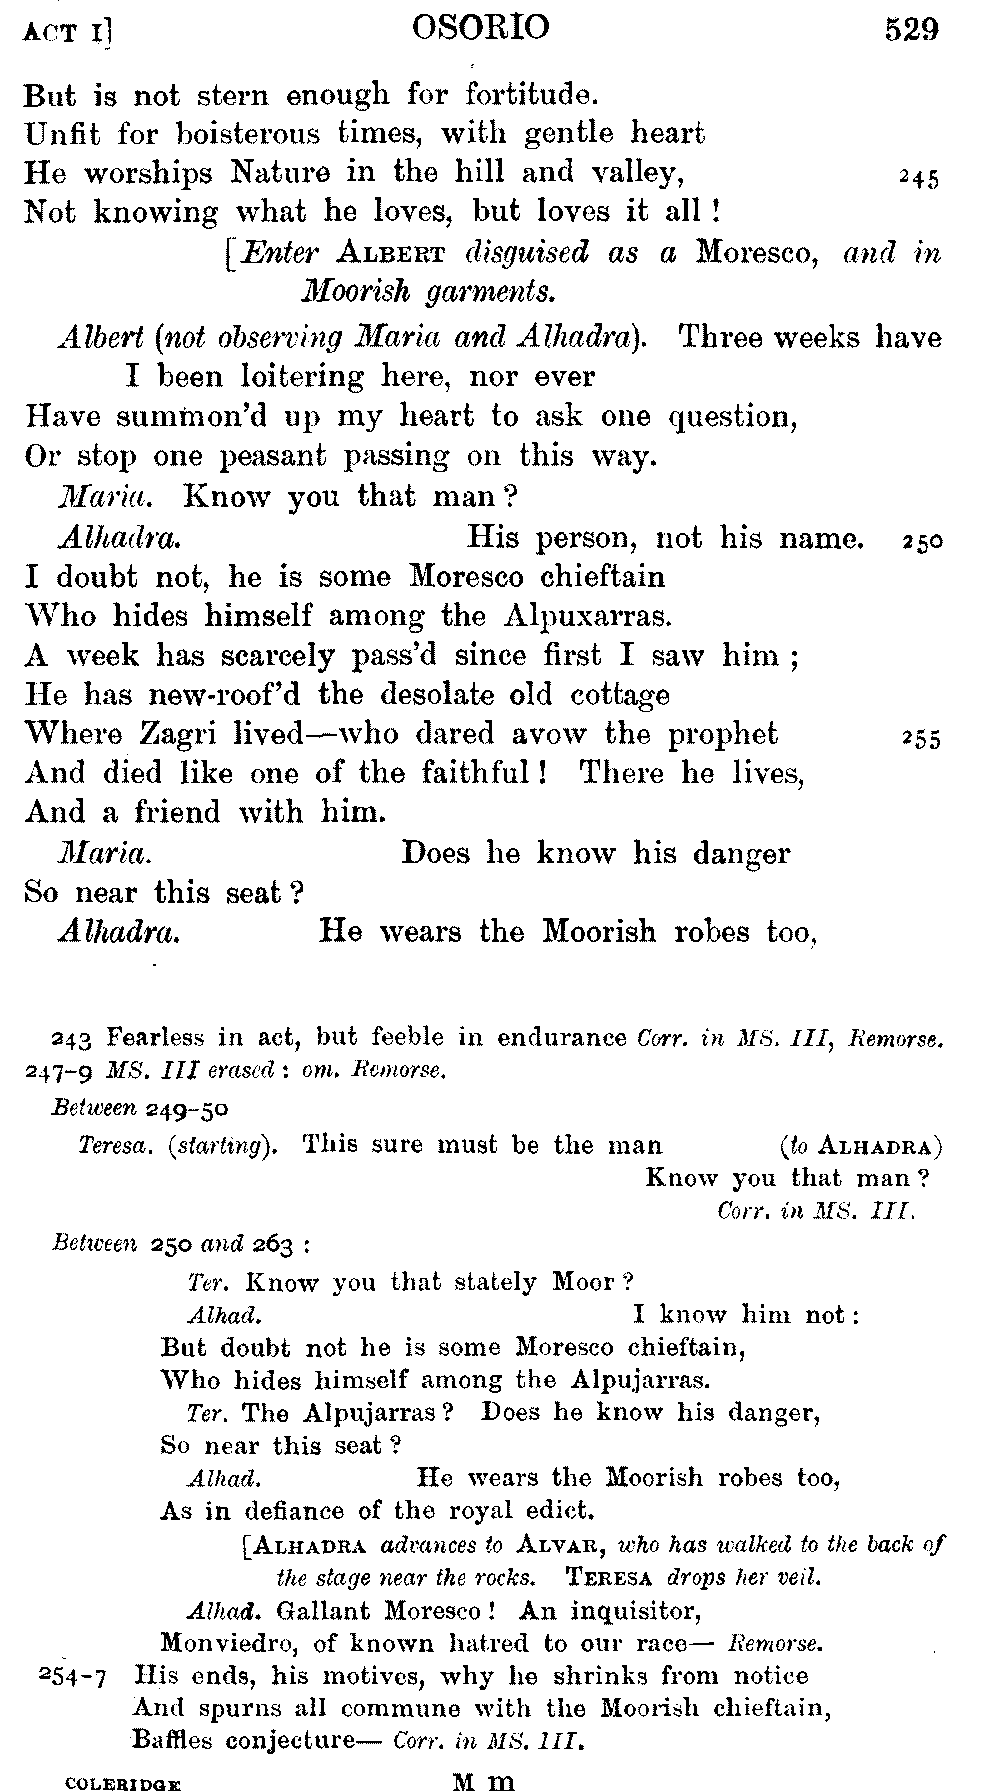 ACT I] OSORIO 529
But is not stern enough for fortitude.
Unfit for boisterous times, with gentle heart
He worships Nature in the hill and valley, 245
Not knowing what he loves, but loves it all !
[Enter ALBERT disguised as a Moresco, and in
Moorish garments.
Albert (not observing Maria and Alhadra). Three weeks have
I been loitering here, nor ever
Have summon'd up my heart to ask one question,
Or stop one peasant passing on this way.
Maria. Know you that man ?
Alhadra. His person, not his name. 250
I doubt not, he is some Moresco chieftain
Who hides himself among the Alpuxarras.
A week has scarcely pass'd since first I saw him ;
He has new-roof'd the desolate old cottage
Where Zagri lived—who dared avow the prophet 255
And died like one of the faithful ! There he lives,
And a friend with him.
Maria. Does he know his danger
So near this seat ?
Alhadra. He wears the Moorish robes too,
243 Fearless in act, but feeble in endurance Corr. in MS. III, Remorse.
247-9 MS. III erased : om. Remorse.
Between 249-50
Teresa. (starting). This sure must be the man (to ALHADRA)
Know you that man ?
Corr. in MS. III.
Between 250 and 263 :
Ter. Know you that stately Moor ?
Alhad. I know him not :
But doubt not he is some Moresco chieftain,
Who hides himself among the Alpujarras.
Ter. The Alpujarras ? Does he know his danger,
So near this seat ?
Alhad. He wears the Moorish robes too,
As in defiance of the royal edict.
[ALHADRA advances to ALVAR, who has walked to the back of
the stage near the rocks. TERESA drops her veil.
Alhad. Gallant Moresco ! An inquisitor,
Monviedro, of known hatred to our race— Remorse.
254-7 His ends, his motives, why he shrinks from notice
And spurns all commune with the Moorish chieftain,
Baffles conjecture— Corr. in MS. III.
COLERIDGE M m